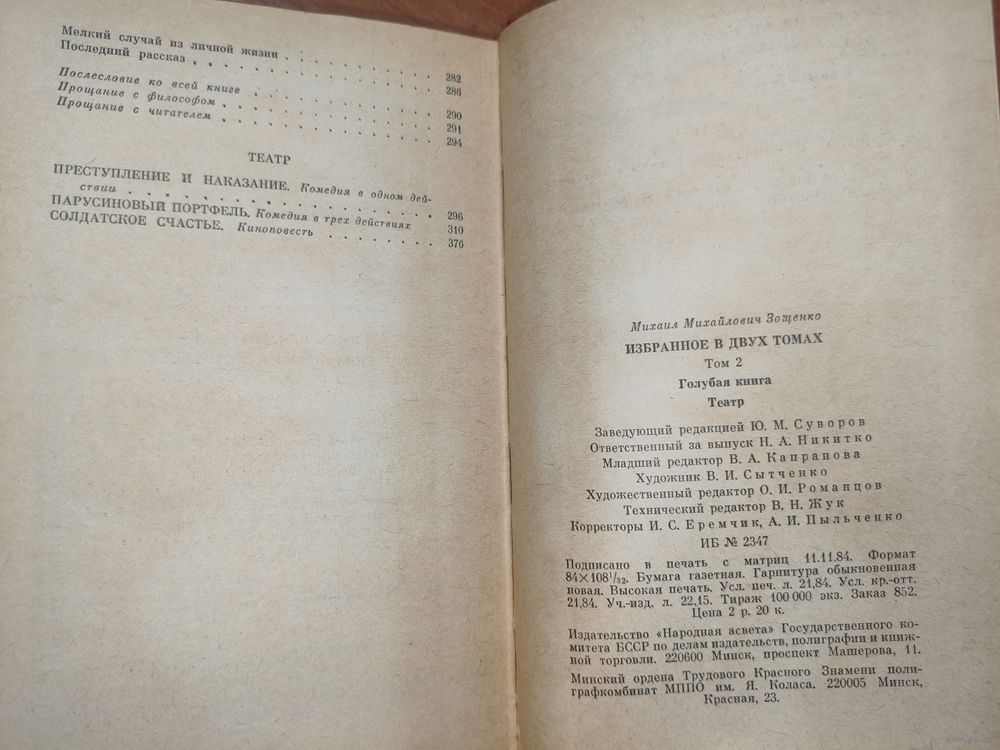 Мелкий случай из личной жизни . . . . . . . . . . 282
Последний рассказ . . . . . . . . . . . . . . . 286
Послесловие ко всей книге . . . . . . . . . . . 290
Прощание с философом . . . . . . . . . . . . . 291
Прощание с читателем . . . . . . . . . . . . . 294
ТЕАТР
ПРЕСТУПЛЕНИЕ И НАКАЗАНИЕ. Комедия в одном дей-
ствии . . . . . . . . . . . . . . . . . . . 296
ПАРУСИНОВЫЙ ПОРТФЕЛЬ. Комедия в трех действиях 310
СОЛДАТСКОЕ СЧАСТЬЕ. Киноповесть . . . . . . . . 376
Михаил Михайлович Зощенко
ИЗБРАННОЕ В ДВУХ ТОМАХ
Том 2
Голубая книга
Театр
Заведующий редакцией Ю. М. Суворов
Ответственный за выпуск Н. А. Никитко
Младший редактор В. А. Капранова
Художник В. И. Сытченко
Художественный редактор О. И. Романцов
Технический редактор В. Н. Жук
Корректоры И. С. Еремчик, А. И. Пыльченко
ИБ № 2347
Подписано в печать с матриц 11.11.84. Формат
84×108¹/₃₂. Бумага газетная. Гарнитура обыкновенная
новая. Высокая печать. Усл. печ. л. 21,84. Усл. кр.-отт.
21,84. Уч.-изд. л. 22,15. Тираж 100 000 экз. Заказ 852.
Цена 2 р. 20 к.
Издательство «Народная асвета» Государственного ко-
митета БССР по делам издательств, полиграфии и книж-
ной торговли. 220600 Минск, проспект Машерова, 11.
Минский ордена Трудового Красного Знамени поли-
графкомбинат МППО им. Я. Коласа. 220005 Минск,
Красная, 23.